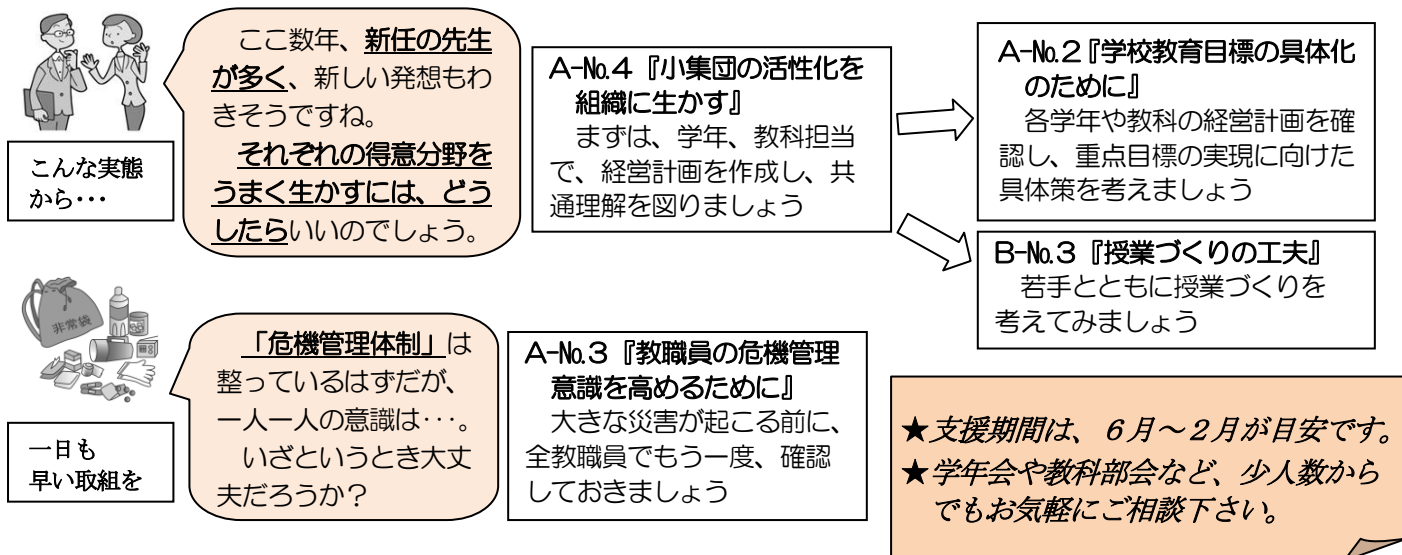 こんな実態
から・・・
ここ数年、新任の先生
が多く、新しい発想もわ
きそうですね。
それぞれの得意分野を
うまく生かすには、どう
したらいいのでしょう。
A-№4『小集団の活性化を
組織に生かす』
まずは、学年、教科担当
で、経営計画を作成し、共
通理解を図りましょう
A-№2『学校教育目標の具体化
のために』
各学年や教科の経営計画を確
認し、重点目標の実現に向けた
具体策を考えましょう
B-№3『授業づくりの工夫』
若手とともに授業づくりを
考えてみましょう
非常袋
一日も
早い取組を
「危機管理体制」は
整っているはずだが、
一人一人の意識は・・・。
いざというとき大丈
夫だろうか？
A-№3『教職員の危機管理
意識を高めるために』
大きな災害が起こる前に、
全教職員でもう一度、確認
しておきましょう
★支援期間は、６月～２月が目安です。
★学年会や教科部会など、少人数から
でもお気軽にご相談下さい。